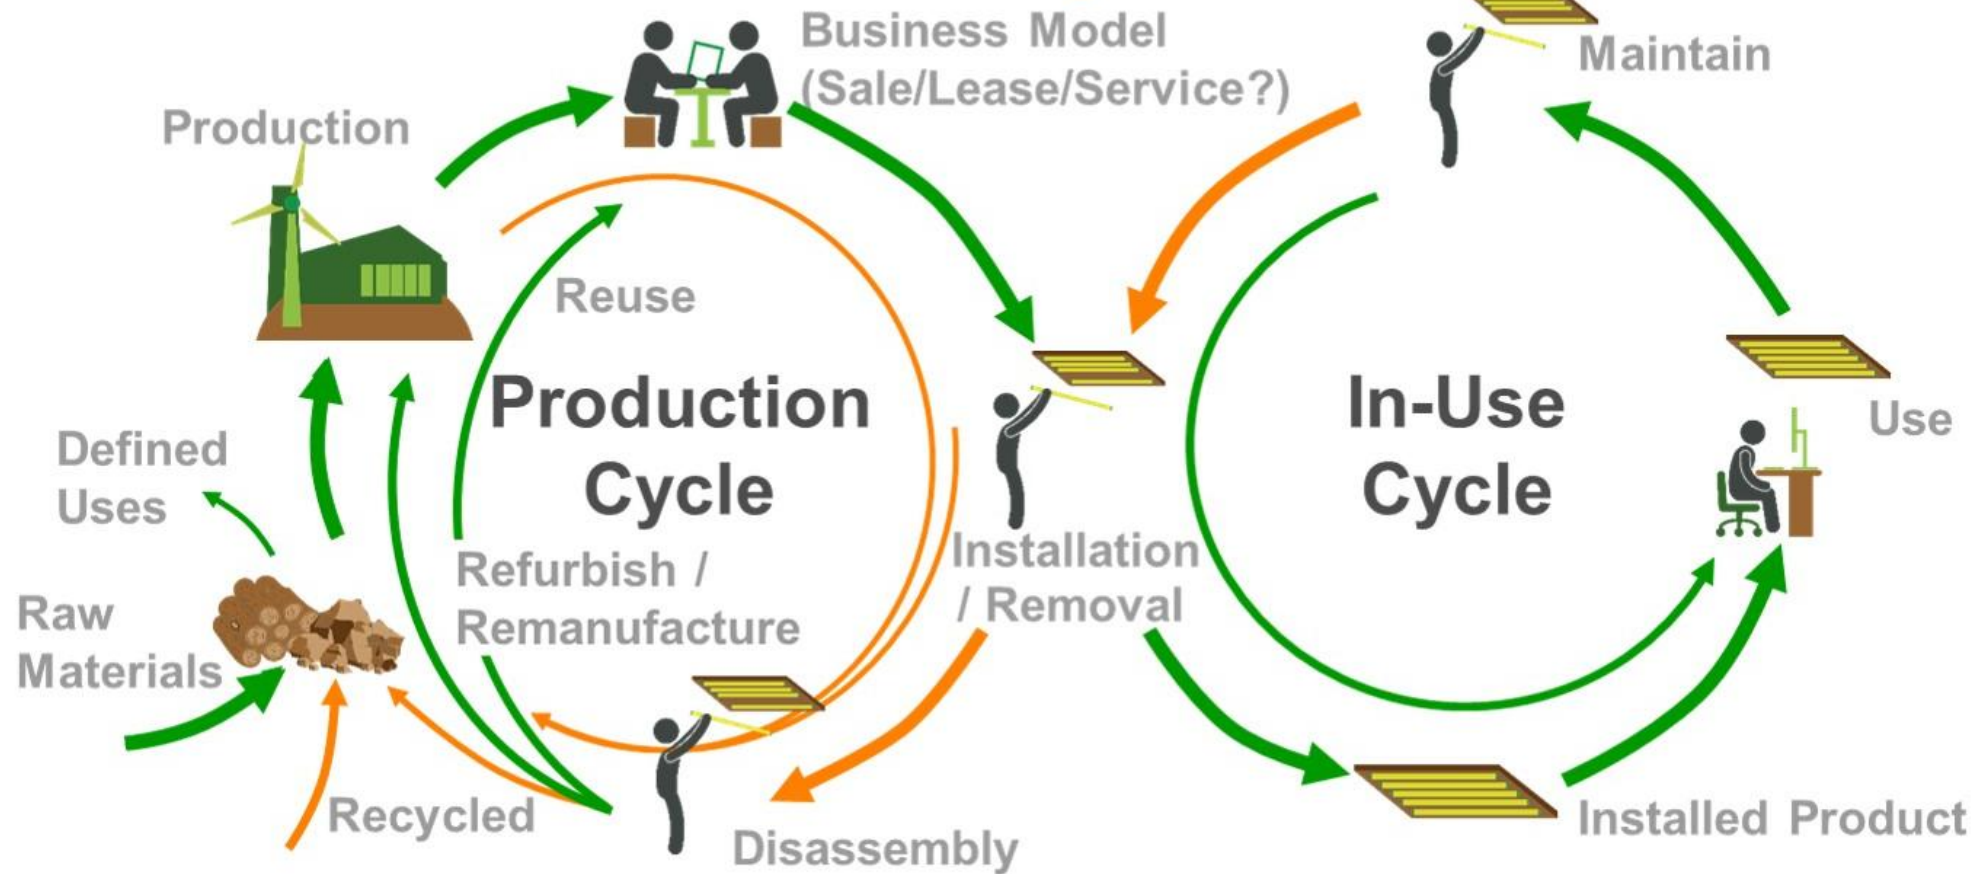 Business Model
(Sale/Lease/Service?)
Maintain
Production
Reuse
Production
Cycle
In-Use
Cycle
Use
Defined
Uses
Refurbish /
Remanufacture
Installation
/ Removal
Raw
Materials
Recycled
Disassembly
Installed Product